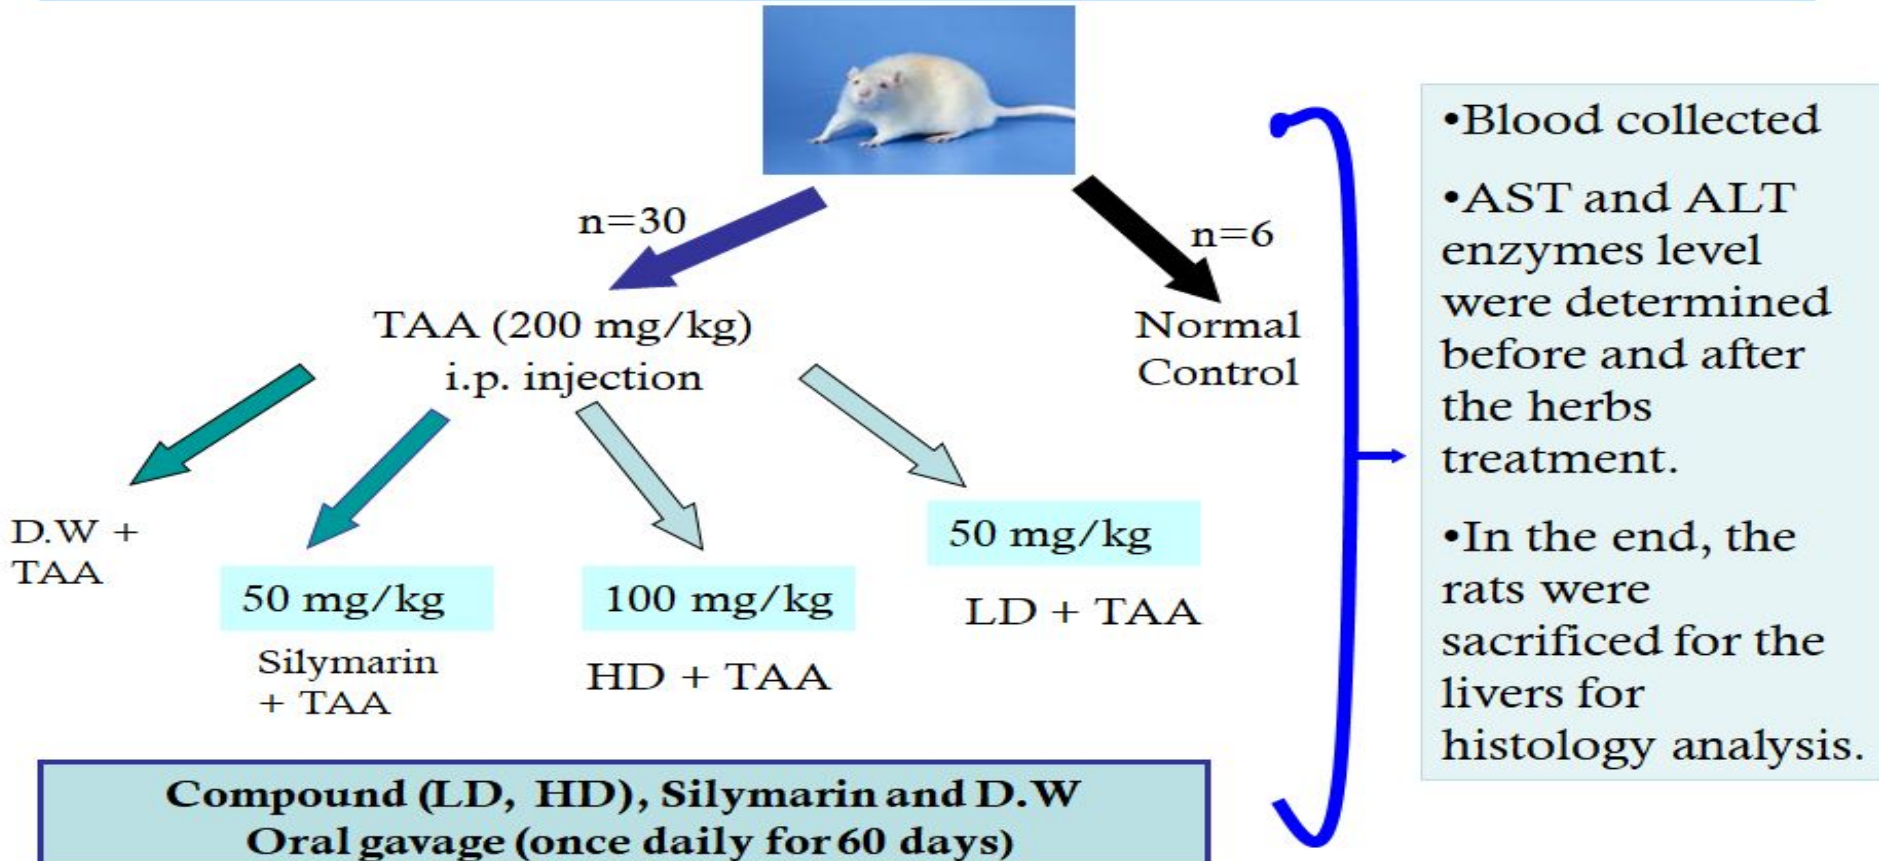 n=30
n=6
TAA (200 mg/kg)
i.p. injection
Normal
Control
D.W +
TAA
50 mg/kg
Silymarin
+ TAA
100 mg/kg
HD + TAA
50 mg/kg
LD + TAA
Compound (LD, HD), Silymarin and D.W
Oral gavage (once daily for 60 days)
•Blood collected
•AST and ALT
enzymes level
were determined
before and after
the herbs
treatment.
•In the end, the
rats were
sacrificed for the
livers for
histology analysis.